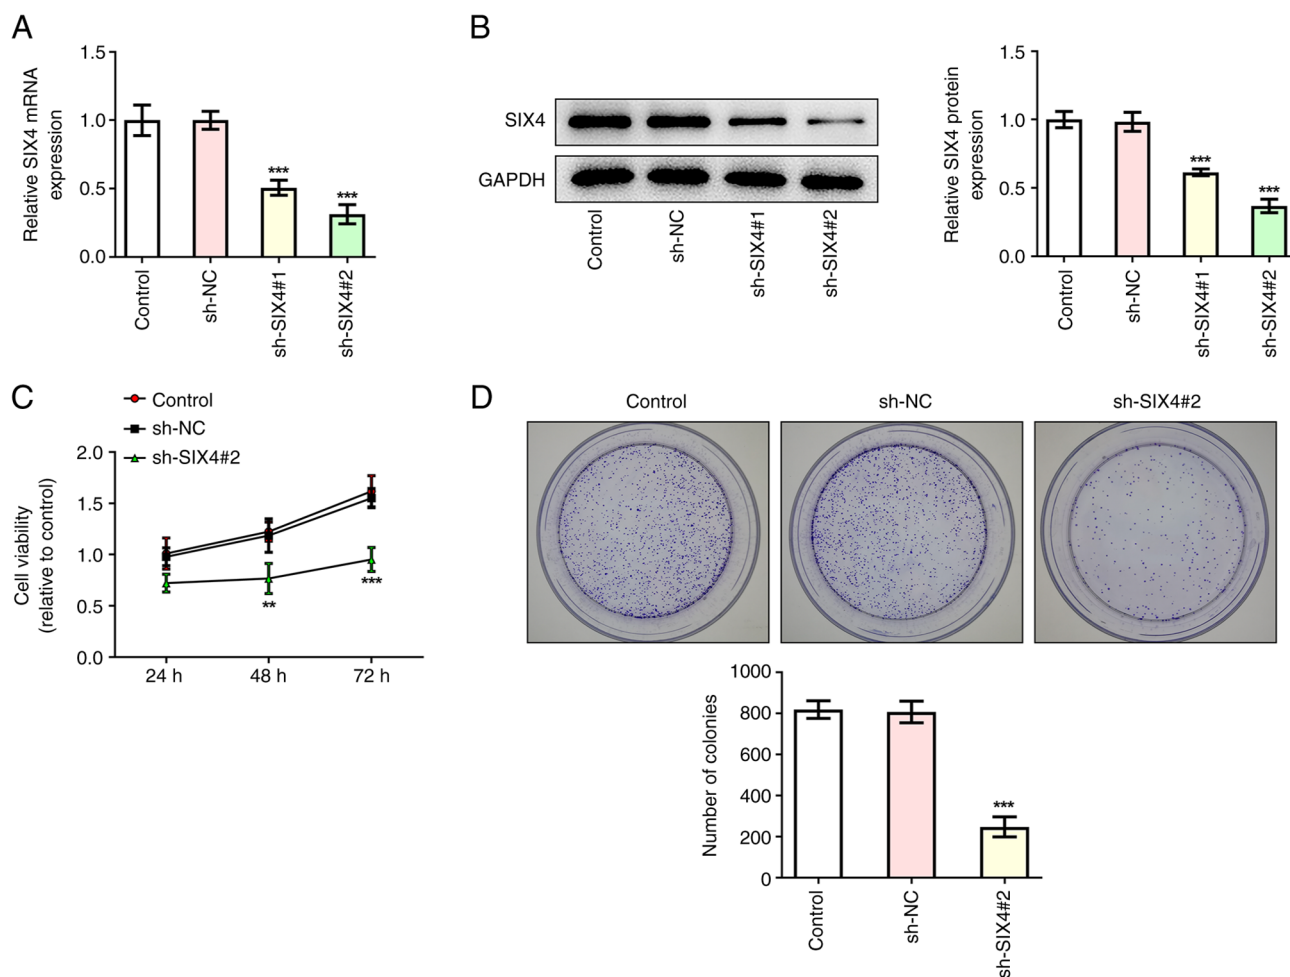 A
Relative SIX4 mRNA
expression
1.5
1.0
0.5
0.0
***
***
Control
sh-NC
sh-SIX4#1
sh-SIX4#2
B
SIX4
GAPDH
Control
sh-NC
sh-SIX4#1
sh-SIX4#2
Relative SIX4 protein
expression
1.5
1.0
0.5
0.0
***
***
Control
sh-NC
sh-SIX4#1
sh-SIX4#2
C
Control
sh-NC
sh-SIX4#2
Cell viability
(relative to control)
2.0
1.5
1.0
0.5
0.0
**
***
24 h
48 h
72 h
D
Control
sh-NC
sh-SIX4#2
Number of colonies
1000
800
600
400
200
0
***
Control
sh-NC
sh-SIX4#2